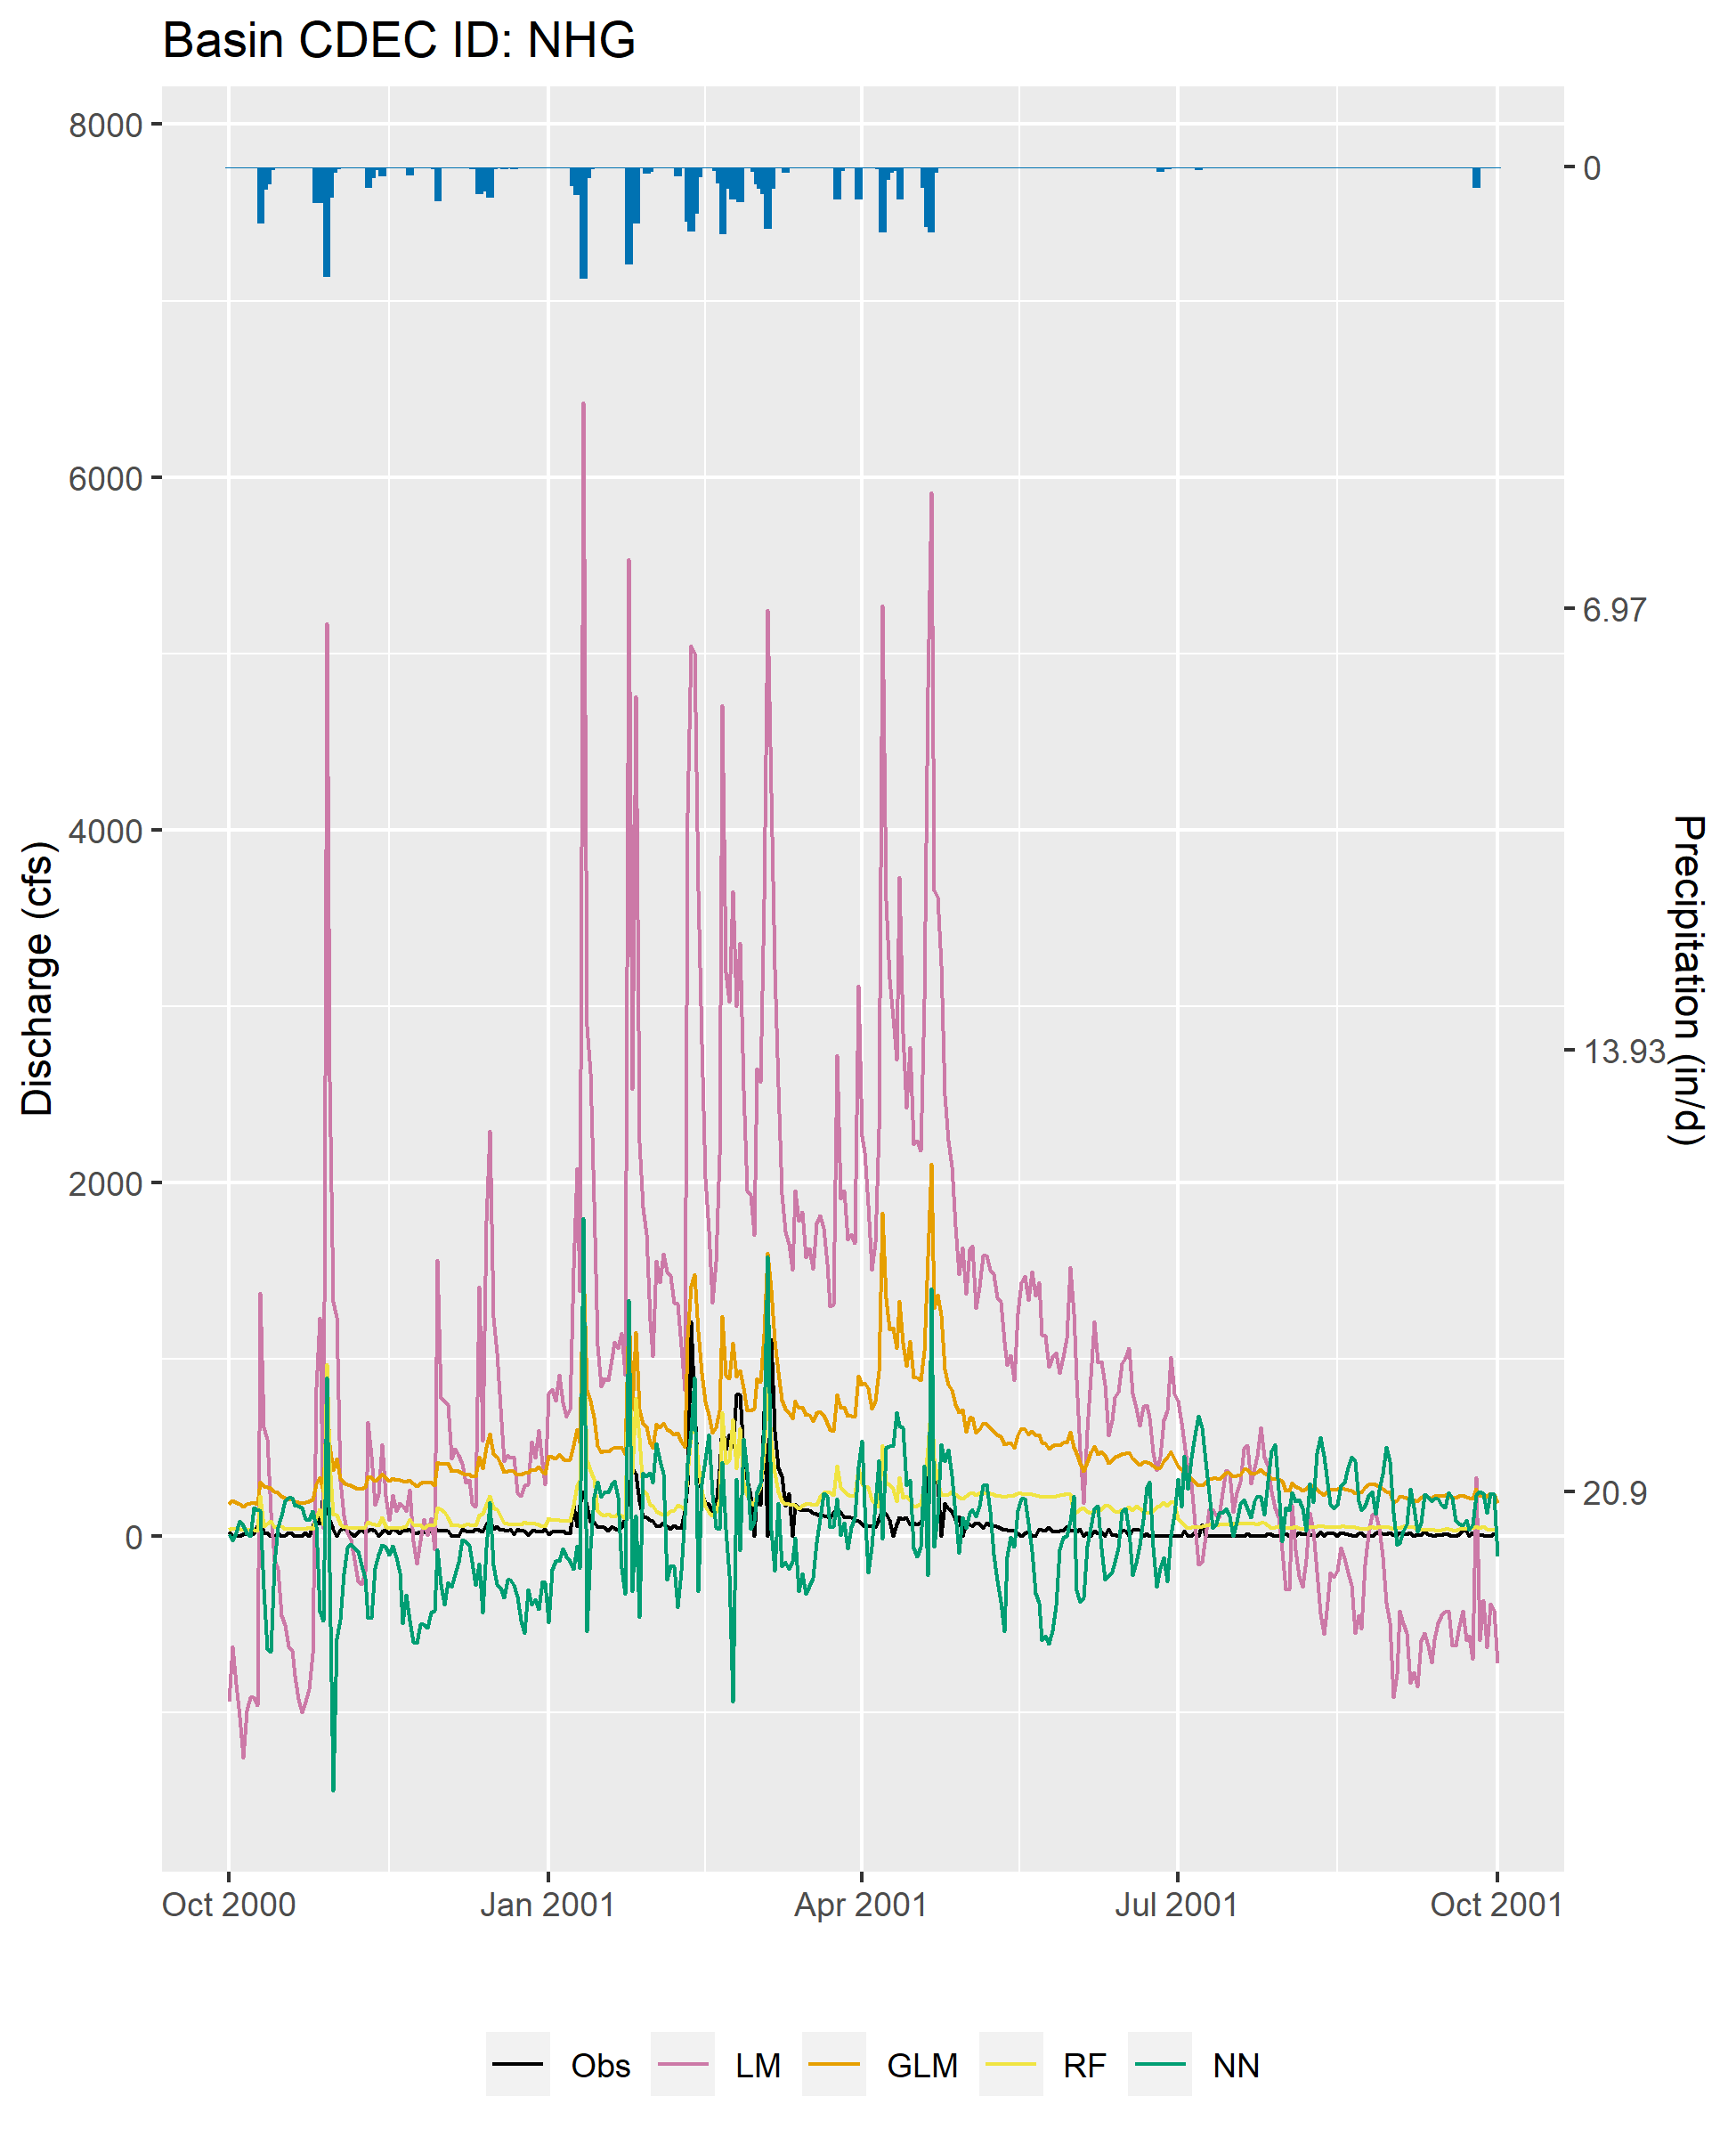 Basin CDEC ID: NHG
8000
6000
4000
2000
0
Discharge (cfs)
0
6.97
13.93
20.9
Precipitation (in/d)
Oct 2000 Jan 2001 Apr 2001 Jul 2001 Oct 2001
Obs LM GLM RF NN